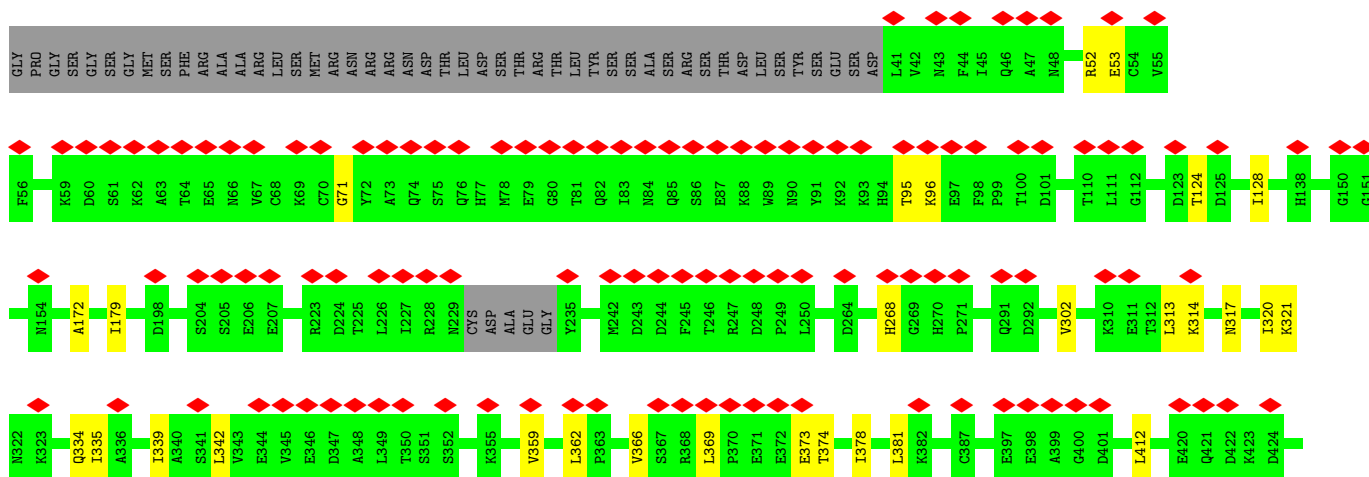 GLY PRO GLY SER GLY SER GLY MET SER PHE ARG ALA ALA ARG LEU SER MET ARG ASN ARG ARG ASN ASP THR LEU ASP SER THR ARG THR LEU TYR SER SER ALA SER ARG SER THR ASP LEU SER TYR SER GLU SER ASP L41 V42 N43 F44 I45 Q46 A47 N48 R52 E53 C54 V55
F56 K59 D60 S61 K62 A63 T64 E65 N66 V67 C68 K69 C70 G71 Y72 A73 Q74 S75 Q76 H77 M78 E79 G80 T81 Q82 I83 N84 Q85 S86 E87 K88 W89 N90 Y91 K92 K93 H94 T95 K96 E97 F98 P99 T100 D101 T110 L111 G112 D123 T124 D125 I128 H138 G150 G151
N154 A172 I179 D198 S204 S205 E206 E207 R223 D224 T225 L226 I227 R228 N229 CYS ASP ALA GLU GLY Y235 M242 D243 D244 F245 T246 R247 D248 P249 L250 D264 H268 G269 H270 P271 Q291 D292 V302 K310 E311 T312 L313 K314 N317 I320 K321
N322 K323 Q334 I335 A336 I339 A340 S341 L342 V343 E344 V345 E346 D347 A348 L349 T350 S351 S352 K355 V359 L362 P363 V366 S367 R368 L369 P370 E371 E372 E373 T374 I378 L381 K382 C387 E397 E398 A399 G400 D401 L412 E420 Q421 D422 K423 D424